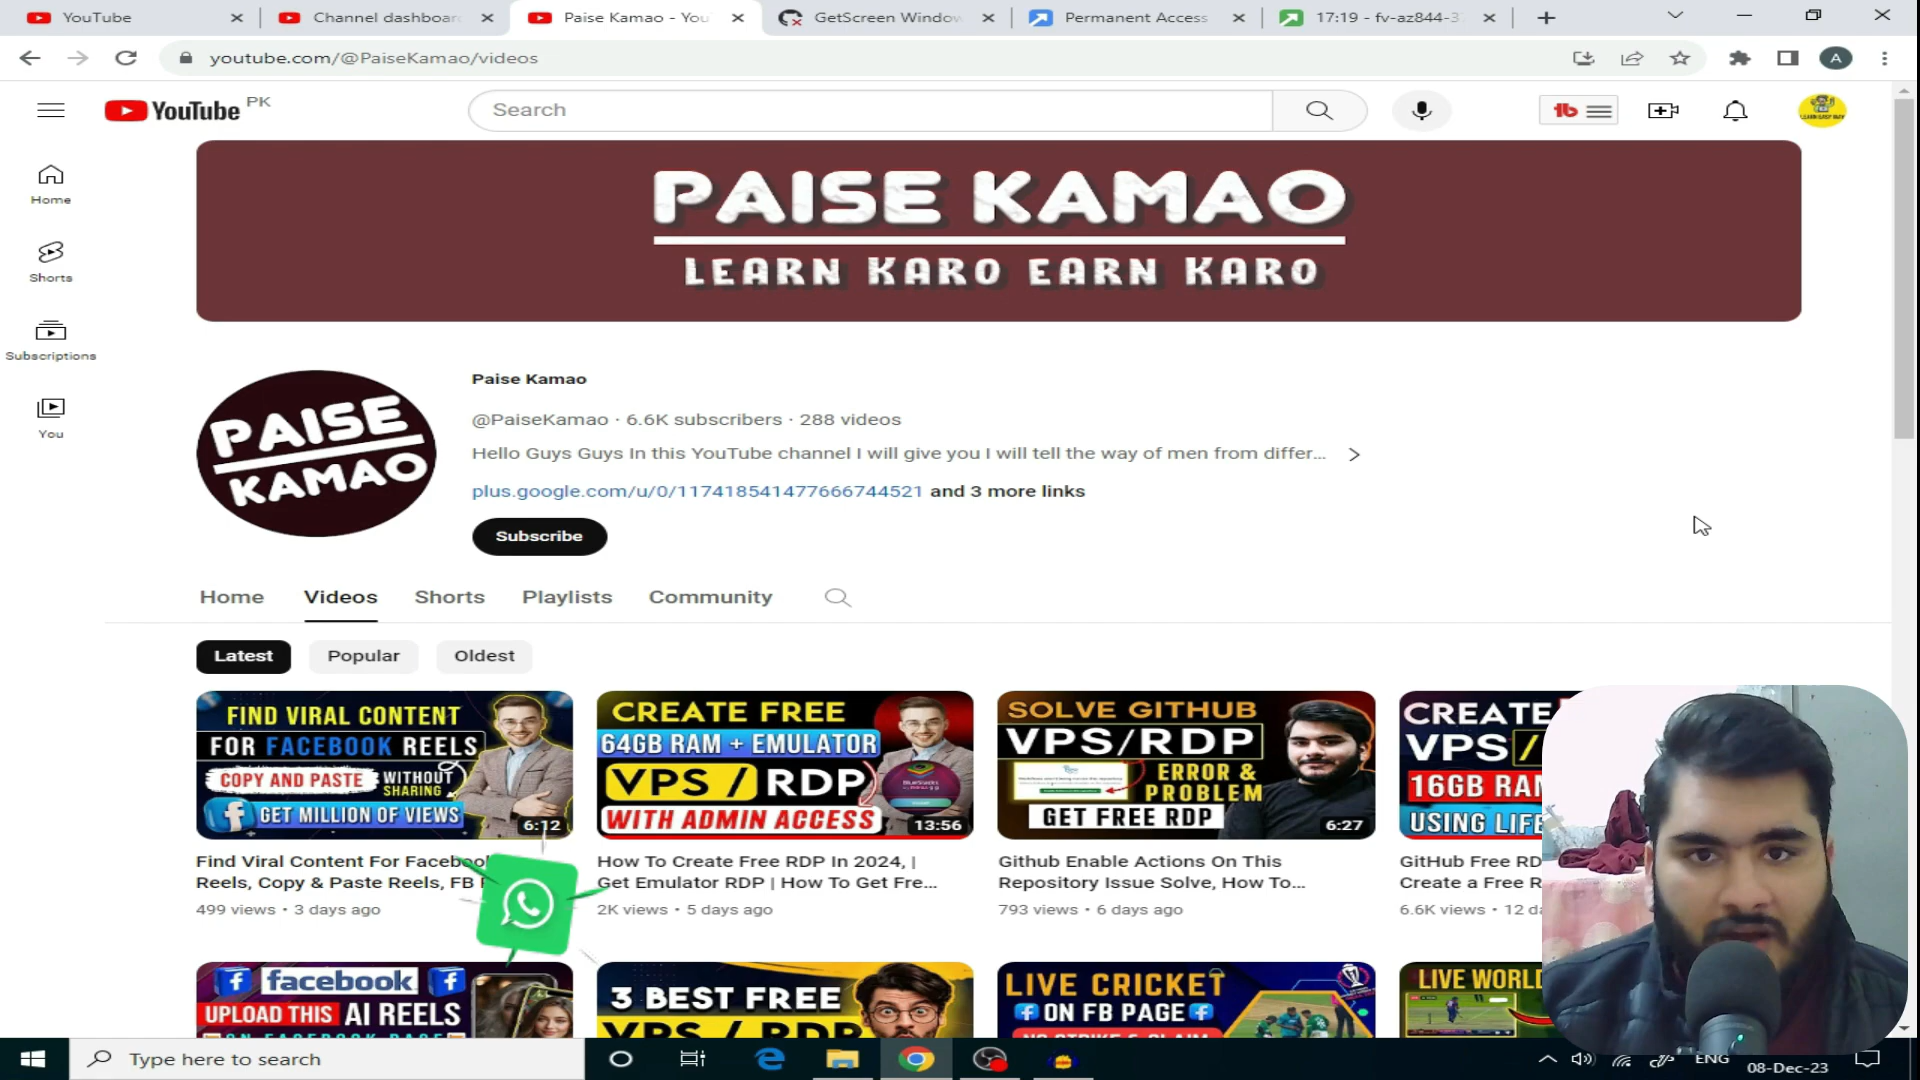 YouTube
Channel dashboar
Paise Kamao - You
GetScreen Window
Permanent Access
17:19 - fv-az844-3
youtube.com/@PaiseKamao/videos
A
YouTube PK
Search
Home
Shorts
Subscriptions
You
PAISE KAMAO
LEARN KARO EARN KARO
PAISE
KAMAO
Paise Kamao
@PaiseKamao · 6.6K subscribers · 288 videos
Hello Guys Guys In this YouTube channel I will give you I will tell the way of men from differ...
plus.google.com/u/0/117418541477666744521 and 3 more links
Subscribe
Home Videos Shorts Playlists Community
Latest Popular Oldest
FIND VIRAL CONTENT
FOR FACEBOOK REELS
COPY AND PASTE WITHOUT
SHARING
GET MILLION OF VIEWS
6:12
Find Viral Content For Facebook
Reels, Copy & Paste Reels, FB
499 views • 3 days ago
CREATE FREE
64GB RAM + EMULATOR
VPS / RDP
WITH ADMIN ACCESS
13:56
How To Create Free RDP In 2024, |
Get Emulator RDP | How To Get Fre...
2K views • 5 days ago
SOLVE GITHUB
VPS/RDP
ERROR &
PROBLEM
GET FREE RDP
6:27
Github Enable Actions On This
Repository Issue Solve, How To...
793 views • 6 days ago
CREATE
VPS/
16GB RAM
USING LIFE
GitHub Free RD
Create a Free R
6.6K views • 12 d
facebook
UPLOAD THIS AI REELS
3 BEST FREE
VPS / RDP
LIVE CRICKET
ON FB PAGE
LIVE WORLD
Type here to search
ENG
08-Dec-23